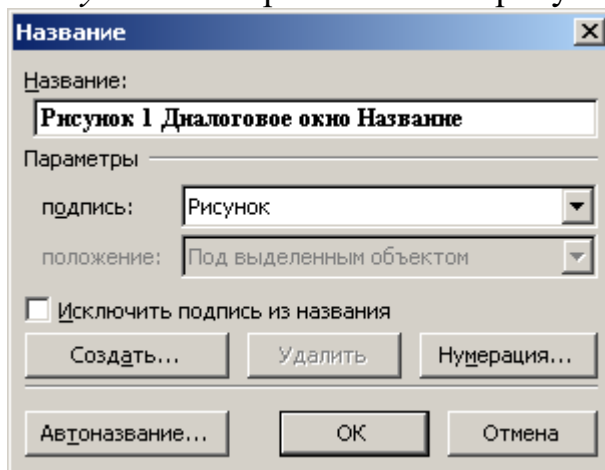 Название
Название:
Рисунок 1 Диалоговое окно Название
Параметры
подпись:
Рисунок
положение:
Под выделенным объектом
Исключить подпись из названия
Создать...
Удалить
Нумерация...
Автоназвание...
ОК
Отмена